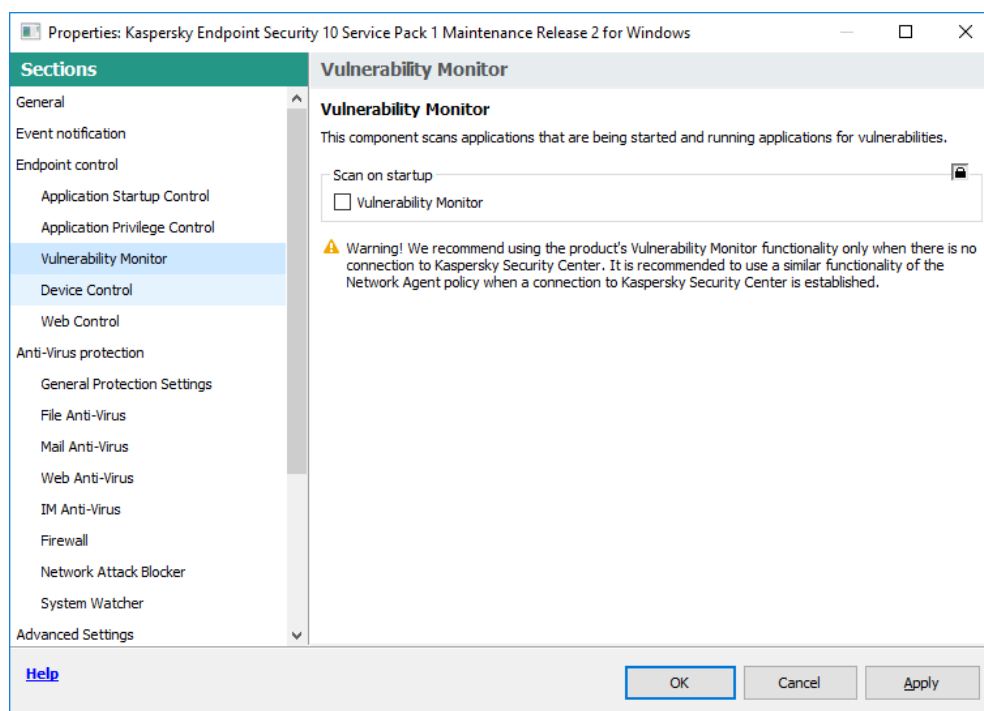 Properties: Kaspersky Endpoint Security 10 Service Pack 1 Maintenance Release 2 for Windows
Sections
General
Event notification
Endpoint control
Application Startup Control
Application Privilege Control
Vulnerability Monitor
Device Control
Web Control
Anti-Virus protection
General Protection Settings
File Anti-Virus
Mail Anti-Virus
Web Anti-Virus
IM Anti-Virus
Firewall
Network Attack Blocker
System Watcher
Advanced Settings
Vulnerability Monitor
Vulnerability Monitor
This component scans applications that are being started and running applications for vulnerabilities.
Scan on startup
Vulnerability Monitor
Warning! We recommend using the product's Vulnerability Monitor functionality only when there is no
connection to Kaspersky Security Center. It is recommended to use a similar functionality of the
Network Agent policy when a connection to Kaspersky Security Center is established.
Help
OK
Cancel
Apply